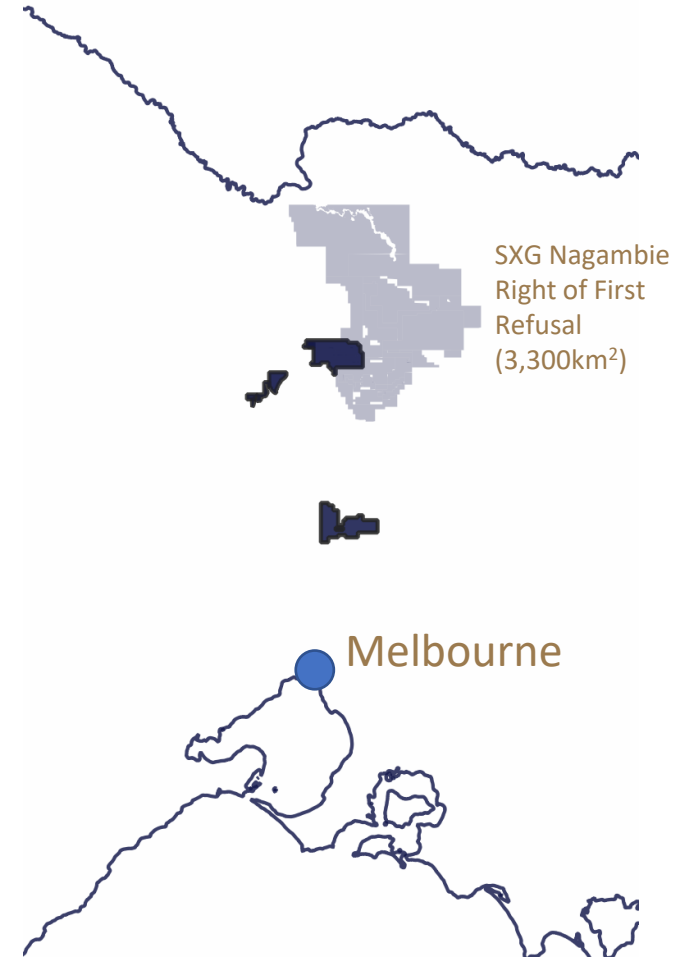 SXG Nagambie
Right of First
Refusal
(3,300km²)
Melbourne